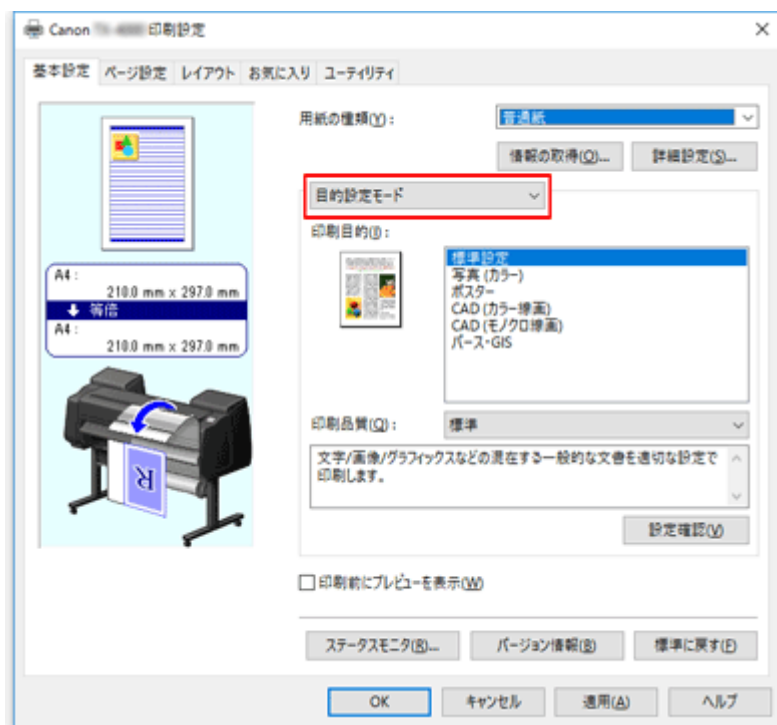 Canon 印刷設定
基本設定 ページ設定 レイアウト お気に入り ユーティリティ
用紙の種類(Y):
普通紙
情報の取得(O)...
詳細設定(S)...
目的設定モード
印刷目的(I):
標準設定
写真 (カラー)
ポスター
CAD (カラー線画)
CAD (モノクロ線画)
パース・GIS
A4 :
210.0 mm x 297.0 mm
等倍
A4 :
210.0 mm x 297.0 mm
R
印刷品質(Q):
標準
文字/画像/グラフィックスなどの混在する一般的な文書を適切な設定で
印刷します。
設定確認(V)
印刷前にプレビューを表示(W)
ステータスモニタ(R)...
バージョン情報(B)
標準に戻す(F)
OK
キャンセル
適用(A)
ヘルプ